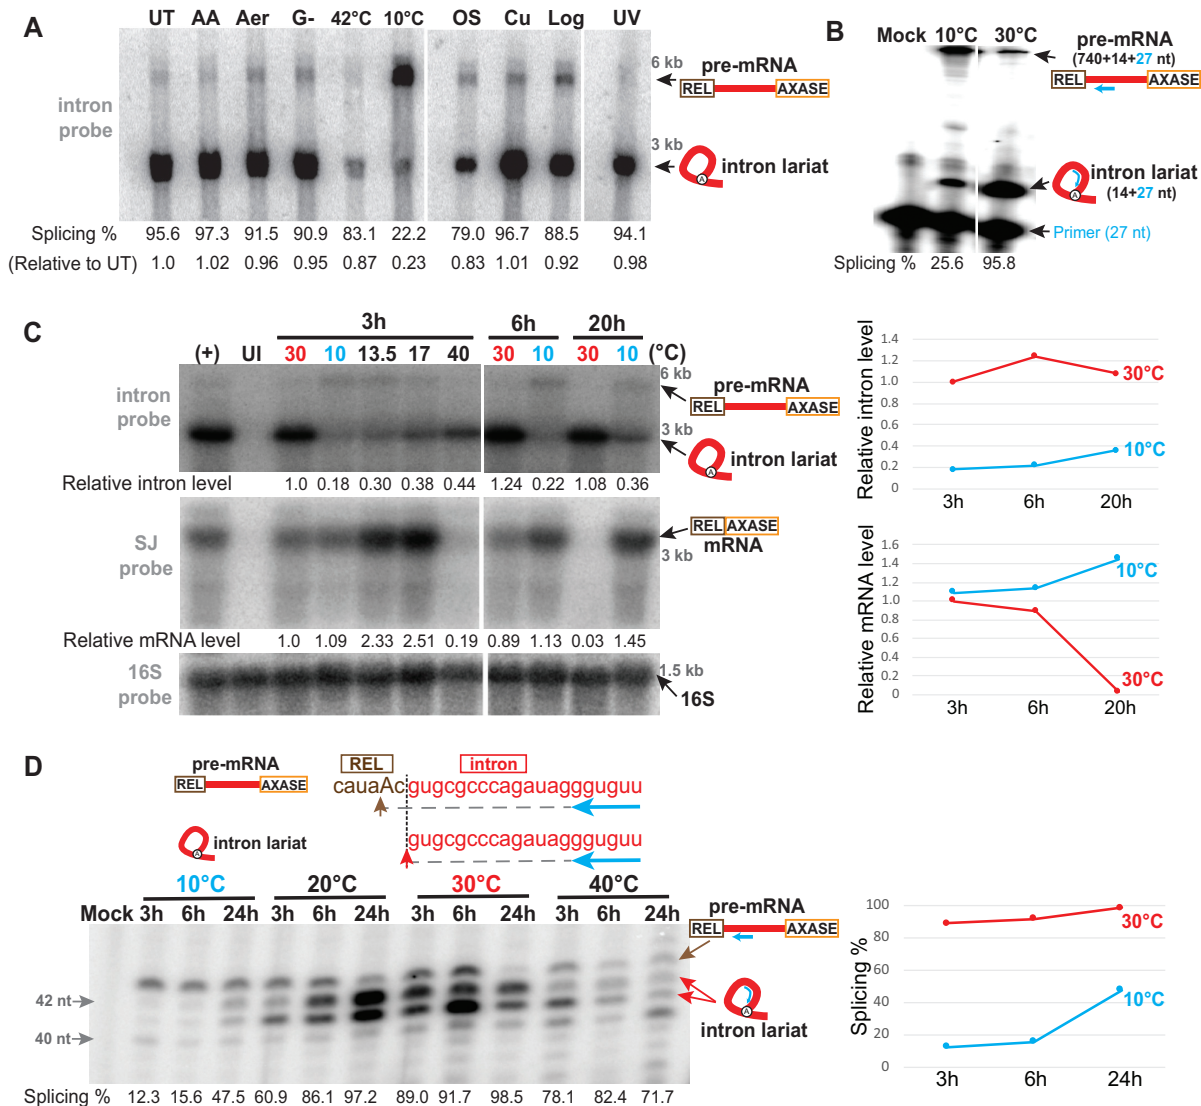 A
UT AA Aer G- 42°C 10°C OS Cu Log UV
intron probe
6 kb
pre-mRNA
REL AXASE
3 kb
A
intron lariat
Splicing % 95.6 97.3 91.5 90.9 83.1 22.2 79.0 96.7 88.5 94.1
(Relative to UT) 1.0 1.02 0.96 0.95 0.87 0.23 0.83 1.01 0.92 0.98
B
Mock 10°C 30°C
pre-mRNA
(740+14+27 nt)
REL AXASE
A
intron lariat
(14+27 nt)
Primer (27 nt)
Splicing % 25.6 95.8
C
3h 6h 20h
(+) UI 30 10 13.5 17 40 30 10 30 10 (°C)
intron probe
6 kb
pre-mRNA
REL AXASE
3 kb
A
intron lariat
Relative intron level 1.0 0.18 0.30 0.38 0.44 1.24 0.22 1.08 0.36
SJ probe
REL AXASE
mRNA
3 kb
Relative mRNA level 1.0 1.09 2.33 2.51 0.19 0.89 1.13 0.03 1.45
16S probe
1.5 kb
16S
Relative intron level
1.4
1.2
1.0
0.8
0.6
0.4
0.2
0
30°C
10°C
3h 6h 20h
Relative mRNA level
1.6
1.4
1.2
1.0
0.8
0.6
0.4
0.2
0
10°C
30°C
3h 6h 20h
D
pre-mRNA
REL AXASE
REL intron
cauaAc gugcgcccagauaggguguu
A
intron lariat
gugcgcccagauaggguguu
10°C 20°C 30°C 40°C
Mock 3h 6h 24h 3h 6h 24h 3h 6h 24h 3h 6h 24h
pre-mRNA
REL AXASE
42 nt
40 nt
A
intron lariat
Splicing % 12.3 15.6 47.5 60.9 86.1 97.2 89.0 91.7 98.5 78.1 82.4 71.7
Splicing %
100
80
60
40
20
0
30°C
10°C
3h 6h 24h